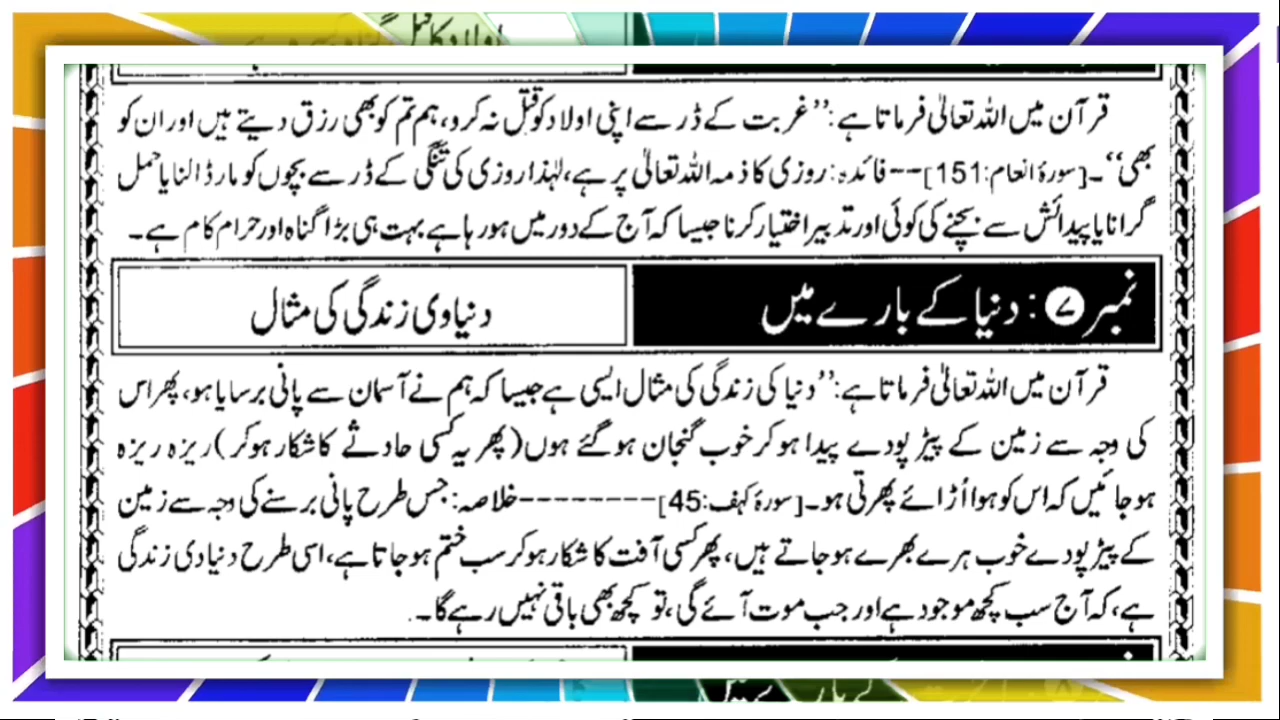 قرآن میں اللہ تعالیٰ فرماتا ہے: ’’غربت کے ڈر سے اپنی اولاد کو قتل نہ کرو، ہم تم کو بھی رزق دیتے ہیں اور ان کو
بھی‘‘۔ [سورۂ انعام:151] -- فائدہ: روزی کا ذمہ اللہ تعالیٰ پر ہے، لہٰذا روزی کی تنگی کے ڈر سے بچوں کو مار ڈالنا یا حمل
گرانا یا پیدائش سے بچنے کی کوئی اور تدبیر اختیار کرنا جیسا کہ آج کے دور میں ہو رہا ہے بہت ہی بڑا گناہ اور حرام کام ہے۔
نمبر ۷: دنیا کے بارے میں
دنیاوی زندگی کی مثال
قرآن میں اللہ تعالیٰ فرماتا ہے: ’’دنیا کی زندگی کی مثال ایسی ہے جیسا کہ ہم نے آسمان سے پانی برسایا ہو، پھر اس
کی وجہ سے زمین کے پیڑ پودے پیدا ہو کر خوب گنجان ہو گئے ہوں (پھر یہ کسی حادثے کا شکار ہو کر) ریزہ ریزہ
ہو جائیں کہ اس کو ہوا اُڑائے پھرتی ہو۔ [سورۂ کہف:45] --------- خلاصہ: جس طرح پانی برسنے کی وجہ سے زمین
کے پیڑ پودے خوب ہرے بھرے ہو جاتے ہیں، پھر کسی آفت کا شکار ہو کر سب ختم ہو جاتا ہے، اسی طرح دنیاوی زندگی
ہے، کہ آج سب کچھ موجود ہے اور جب موت آئے گی، تو کچھ بھی باقی نہیں رہے گا۔